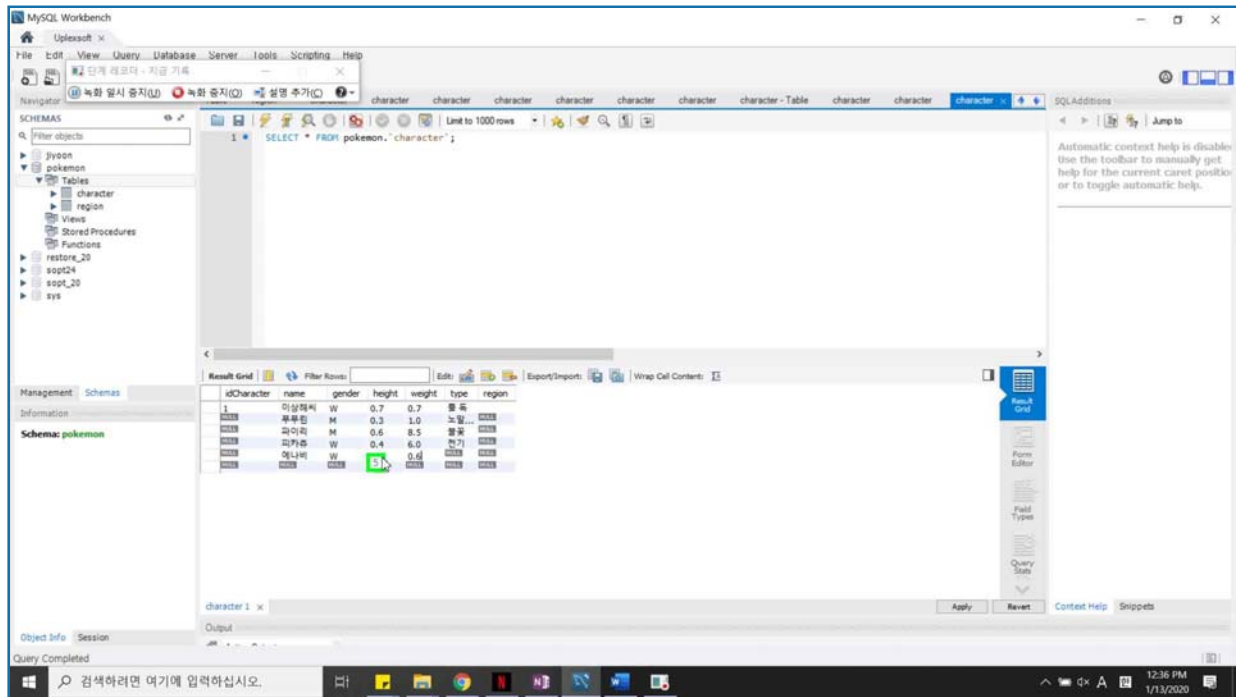 MySQL Workbench
Uplexsoft ×
File Edit View Query Database Server Tools Scripting Help
단계 레코더 - 지금 기록
녹화 일시 중지(U) 녹화 중지(O) 설명 추가(C)
Navigator
character character character character character character character - Table character character character ×
SQLAdditions
SCHEMAS
Limit to 1000 rows
Jump to
Filter objects
1 SELECT * FROM pokemon.`character`;
jiyoon
pokemon
Tables
character
region
Views
Stored Procedures
Functions
restore_20
sopt24
sopt_20
sys
Automatic context help is disable
Use the toolbar to manually get
help for the current caret positio
or to toggle automatic help.
Result Grid Filter Rows: Edit: Export/Import: Wrap Cell Content:
Management Schemas
Information
Schema: pokemon
idCharacter name gender height weight type region
1 이상해씨 W 0.7 0.7 풀 독
NULL 푸푸린 M 0.3 1.0 노말... NULL
NULL 파이리 M 0.6 8.5 불꽃 NULL
NULL 피카츄 W 0.4 6.0 전기 NULL
NULL 에나비 W 0.6 NULL NULL
NULL NULL NULL 5 NULL NULL NULL
Result
Grid
Form
Editor
Field
Types
Query
Stats
character 1 ×
Apply Revert
Context Help Snippets
Output
Object Info Session
Query Completed
검색하려면 여기에 입력하십시오.
A
12:36 PM
1/13/2020